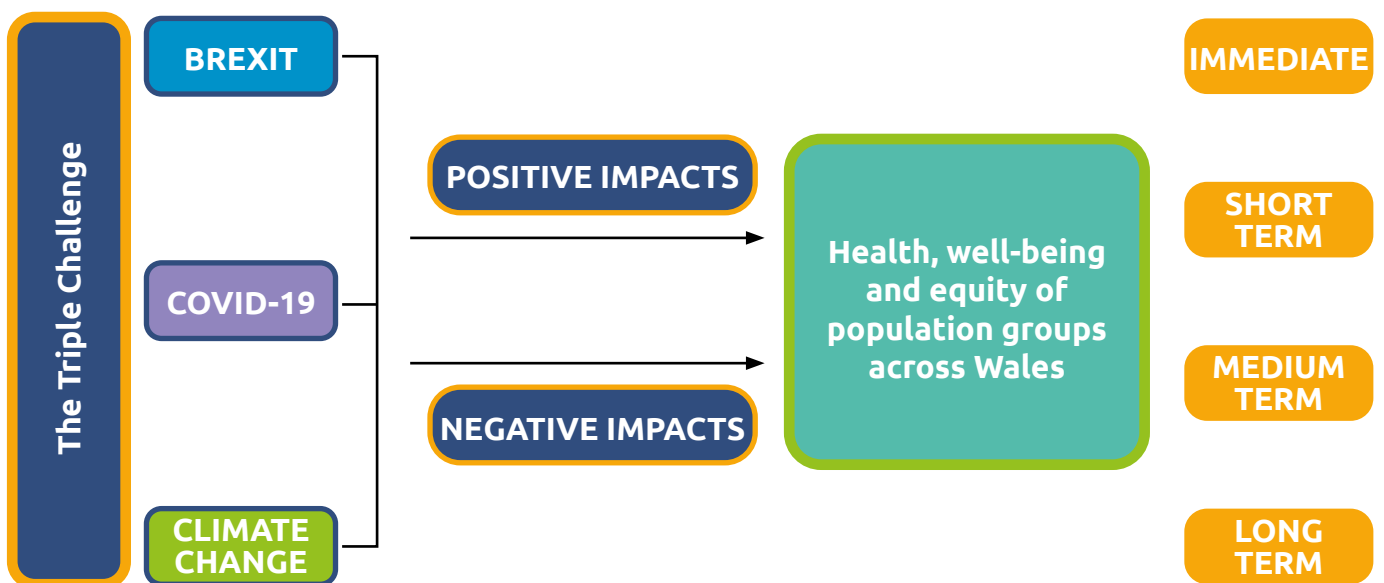 The Triple Challenge
BREXIT
COVID-19
CLIMATE
CHANGE
POSITIVE IMPACTS
NEGATIVE IMPACTS
Health, well-being
and equity of
population groups
across Wales
IMMEDIATE
SHORT
TERM
MEDIUM
TERM
LONG
TERM